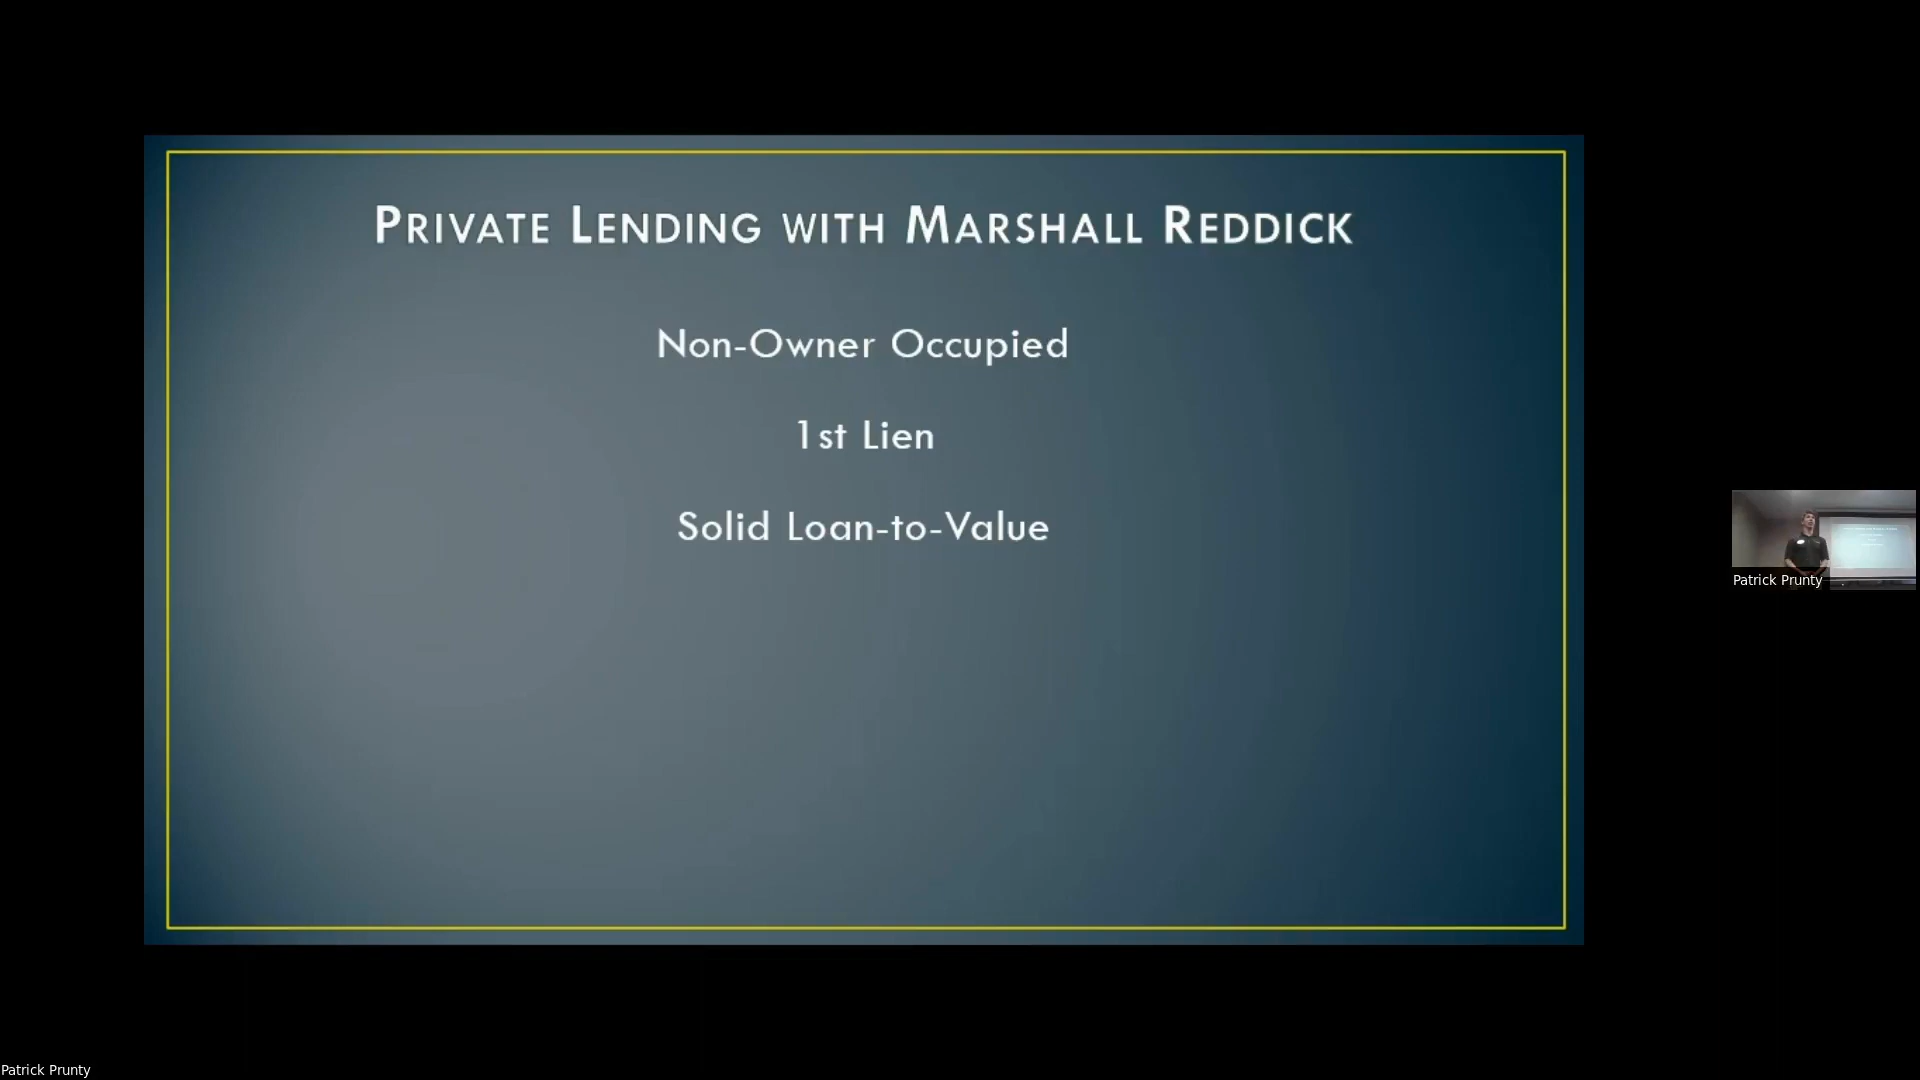 Private Lending with Marshall Reddick
Non-Owner Occupied
1st Lien
Solid Loan-to-Value
Patrick Prunty
Patrick Prunty